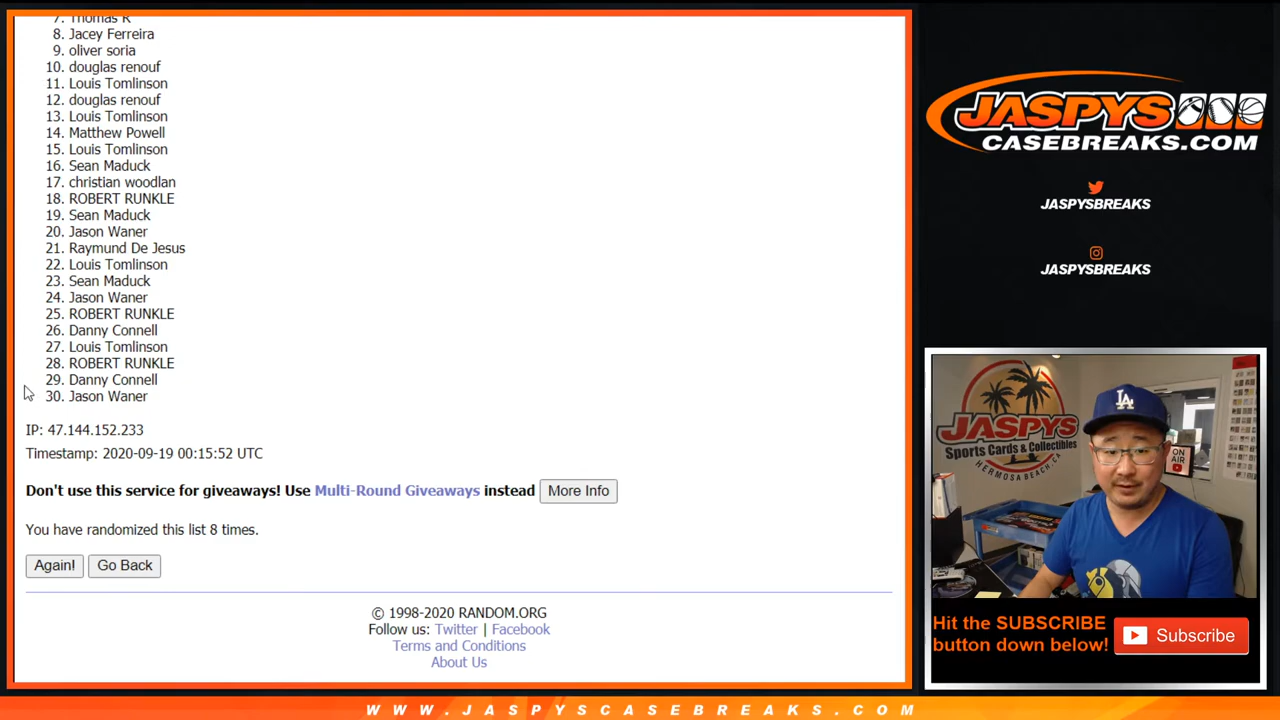 7. Thomas R
8. Jacey Ferreira
9. oliver soria
10. douglas renouf
11. Louis Tomlinson
12. douglas renouf
13. Louis Tomlinson
14. Matthew Powell
15. Louis Tomlinson
16. Sean Maduck
17. christian woodlan
18. ROBERT RUNKLE
19. Sean Maduck
20. Jason Waner
21. Raymund De Jesus
22. Louis Tomlinson
23. Sean Maduck
24. Jason Waner
25. ROBERT RUNKLE
26. Danny Connell
27. Louis Tomlinson
28. ROBERT RUNKLE
29. Danny Connell
30. Jason Waner
IP: 47.144.152.233
Timestamp: 2020-09-19 00:15:52 UTC
Don't use this service for giveaways! Use Multi-Round Giveaways instead More Info
You have randomized this list 8 times.
Again! Go Back
© 1998-2020 RANDOM.ORG
Follow us: Twitter | Facebook
Terms and Conditions
About Us
JASPYS
CASEBREAKS.COM
JASPYSBREAKS
JASPYSBREAKS
JASPYS
Sports Cards & Collectibles
HERMOSA BEACH, CA
LA
ON
AIR
Hit the SUBSCRIBE
button down below!
Subscribe
WWW.JASPYSCASEBREAKS.COM